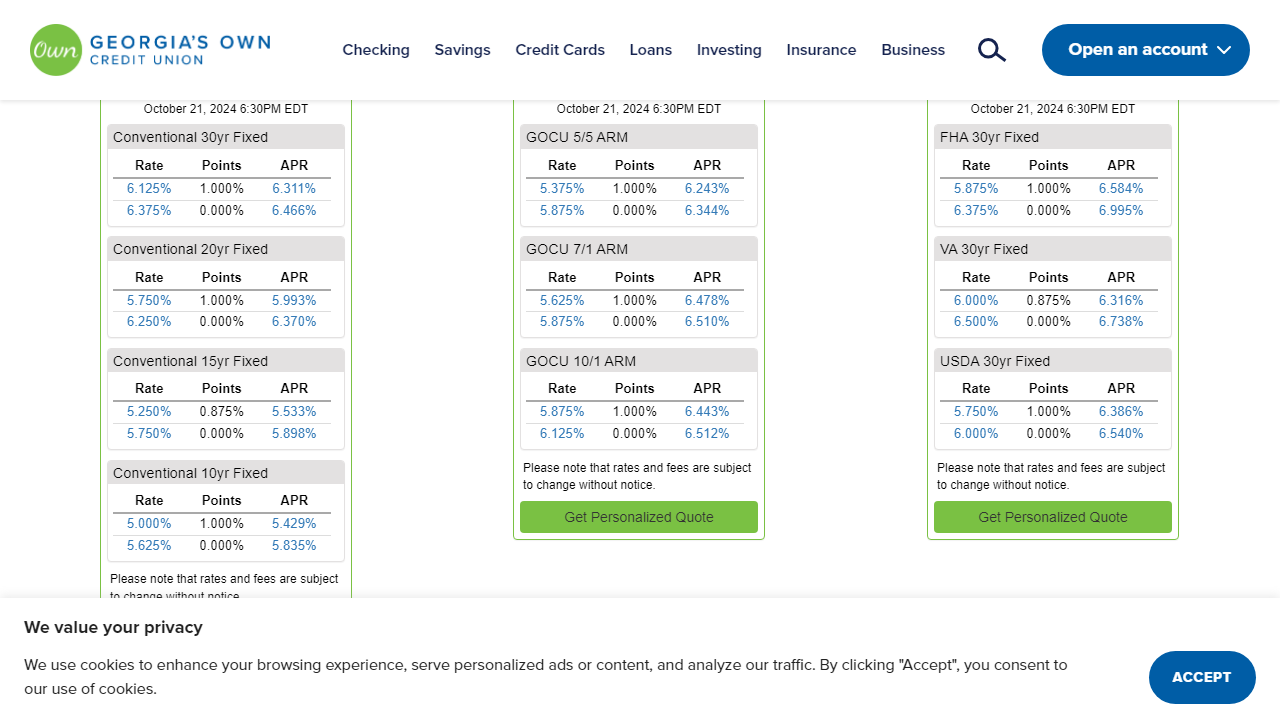 Own GEORGIA'S OWN
CREDIT UNION
Checking Savings Credit Cards Loans Investing Insurance Business
Open an account
October 21, 2024 6:30PM EDT
Conventional 30yr Fixed
Rate Points APR
6.125% 1.000% 6.311%
6.375% 0.000% 6.466%
Conventional 20yr Fixed
Rate Points APR
5.750% 1.000% 5.993%
6.250% 0.000% 6.370%
Conventional 15yr Fixed
Rate Points APR
5.250% 0.875% 5.533%
5.750% 0.000% 5.898%
Conventional 10yr Fixed
Rate Points APR
5.000% 1.000% 5.429%
5.625% 0.000% 5.835%
Please note that rates and fees are subject
to change without notice.
October 21, 2024 6:30PM EDT
GOCU 5/5 ARM
Rate Points APR
5.375% 1.000% 6.243%
5.875% 0.000% 6.344%
GOCU 7/1 ARM
Rate Points APR
5.625% 1.000% 6.478%
5.875% 0.000% 6.510%
GOCU 10/1 ARM
Rate Points APR
5.875% 1.000% 6.443%
6.125% 0.000% 6.512%
Please note that rates and fees are subject
to change without notice.
Get Personalized Quote
October 21, 2024 6:30PM EDT
FHA 30yr Fixed
Rate Points APR
5.875% 1.000% 6.584%
6.375% 0.000% 6.995%
VA 30yr Fixed
Rate Points APR
6.000% 0.875% 6.316%
6.500% 0.000% 6.738%
USDA 30yr Fixed
Rate Points APR
5.750% 1.000% 6.386%
6.000% 0.000% 6.540%
Please note that rates and fees are subject
to change without notice.
Get Personalized Quote
We value your privacy
We use cookies to enhance your browsing experience, serve personalized ads or content, and analyze our traffic. By clicking "Accept", you consent to
our use of cookies.
ACCEPT